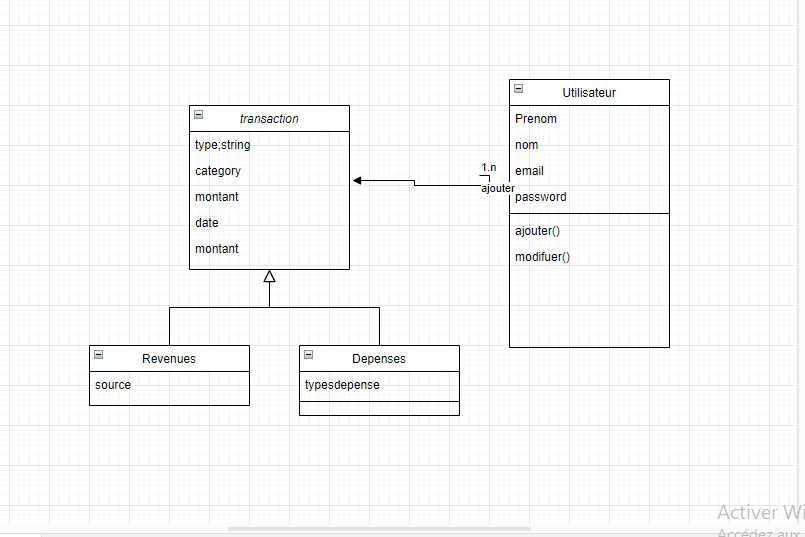 transaction
type;string
category
montant
date
montant
1.n
ajouter
Utilisateur
Prenom
nom
email
password
ajouter()
modifuer()
Revenues
source
Depenses
typesdepense
Activer Wi
Accédez aux